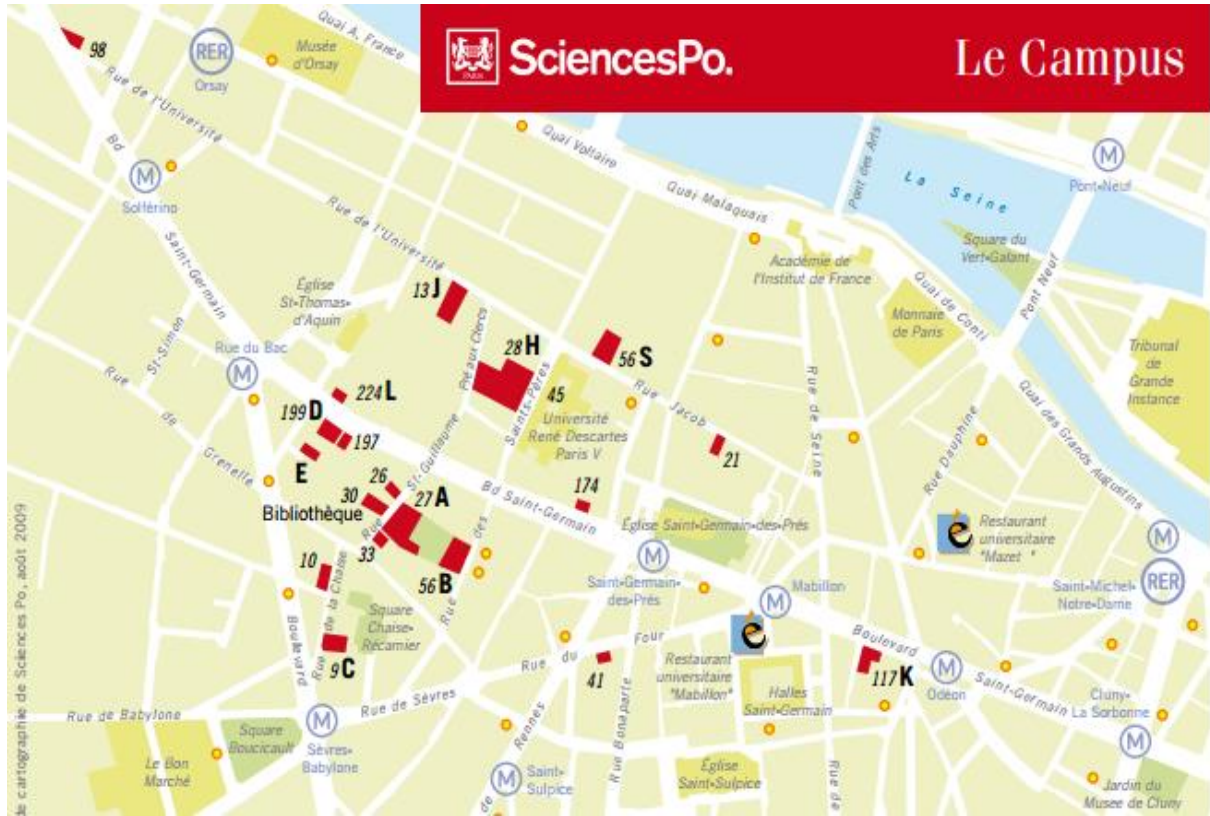 SciencesPo.
PARIS
Le Campus
98
RER
Orsay
Musée
d'Orsay
Quai A. France
Rue de l'Université
Bd
M
Solférino
Saint-Germain
Quai Voltaire
Quai Malaquais
Pont des Arts
La Seine
M
Pont-Neuf
Square du
Vert-Galant
Pont Neuf
Académie de
l'Institut de France
Quai de Conti
Monnaie
de Paris
Tribunal
de
Grande
Instance
Quai des Grands Augustins
Rue de l'Université
13 J
Église
St-Thomas-
d'Aquin
St-Simon
Rue du Bac
M
Rue
de
Grenelle
28 H
Pré aux Clercs
Saints-Pères
56 S
45
Université
René Descartes
Paris V
Rue Jacob
21
Rue de Seine
Rue Dauphine
224 L
199 D
197
E
26
30
Bibliothèque
27 A
Rue St-Guillaume
33
56 B
Rue des
10
Rue de la Chaise
Square
Chaise-
Récamier
9 C
Boulevard
Bd Saint-Germain
174
Église Saint-Germain-des-Prés
M
Saint-Germain-
des-Prés
M
Mabillon
e
Restaurant
universitaire
"Mazet "
M
Saint-Michel-
Notre-Dame
RER
e
Restaurant
universitaire
"Mabillon"
Rue du Four
41
Rue Bonaparte
Halles
Saint-Germain
Boulevard Saint-Germain
117 K
M
Odéon
Cluny-
La Sorbonne
M
Rue de Babylone
Rue de Sèvres
Square
Boucicault
M
Sèvres-
Babylone
Le Bon
Marché
de Rennes
M
Saint-
Sulpice
Église
Saint-Sulpice
Rue de
Jardin du
Musee de Cluny
de cartographie de Sciences Po, août 2009